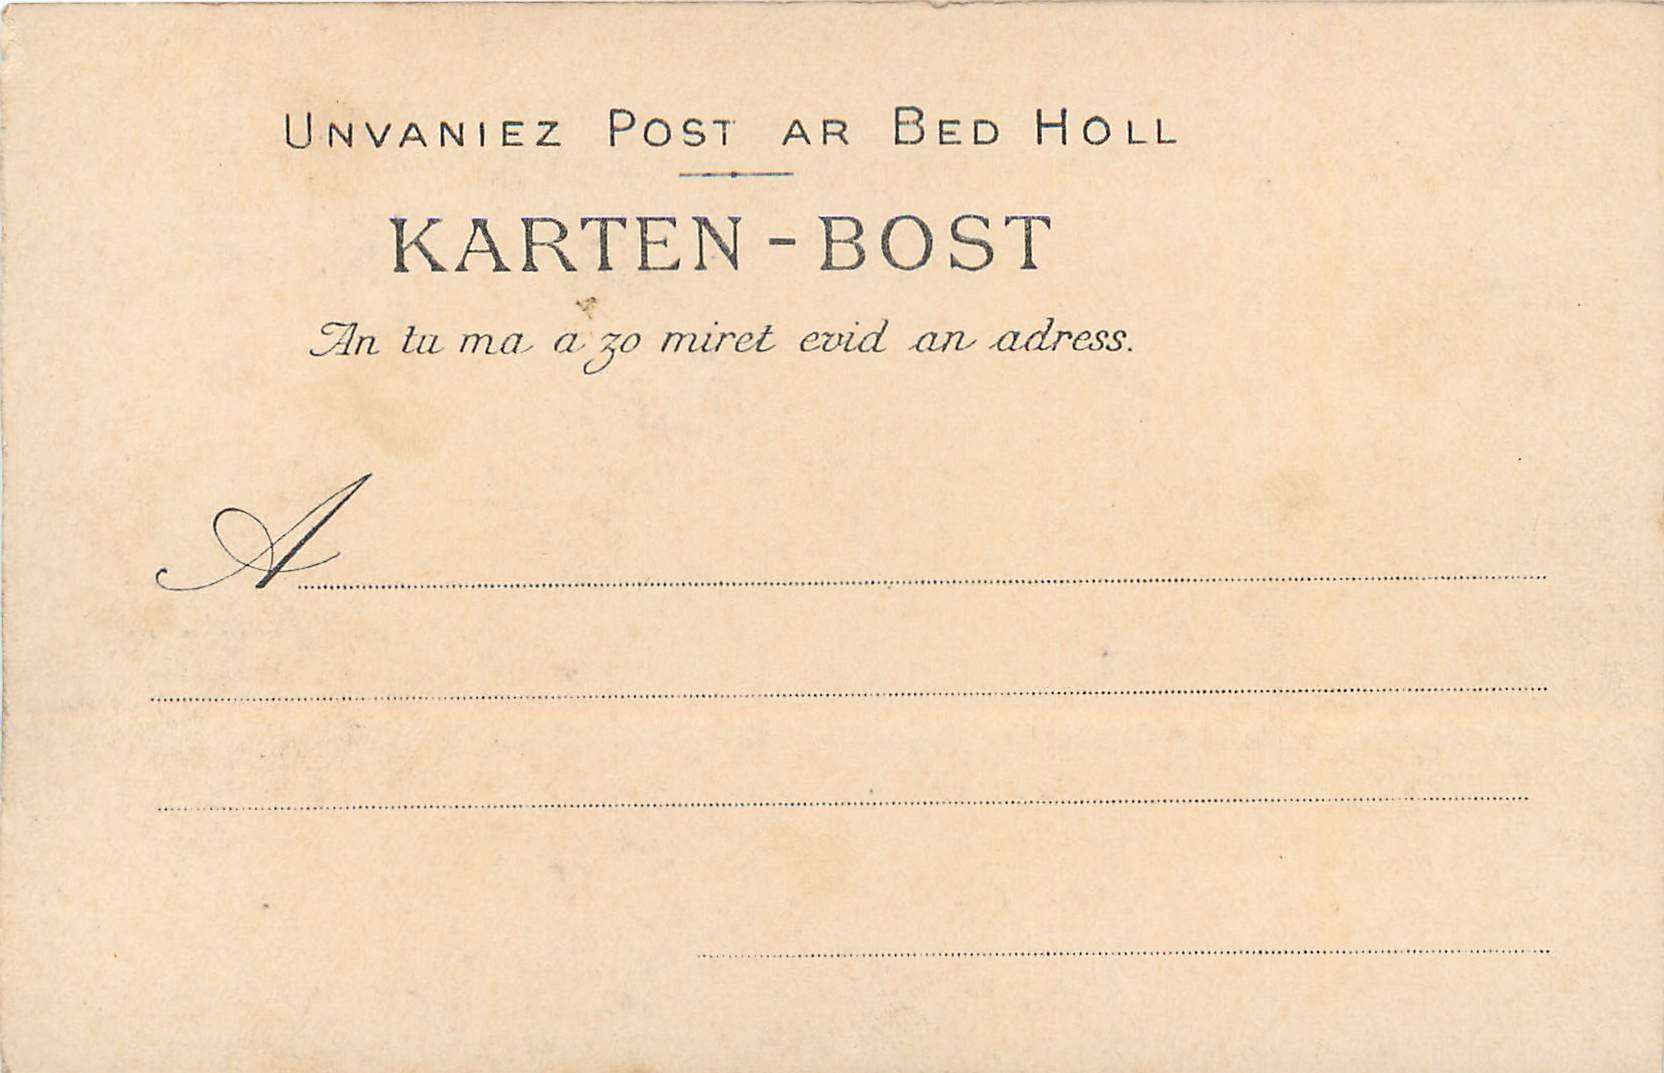 Unvaniez Post ar Bed Holl
KARTEN-BOST
An tu ma a zo miret evid an adress.
A